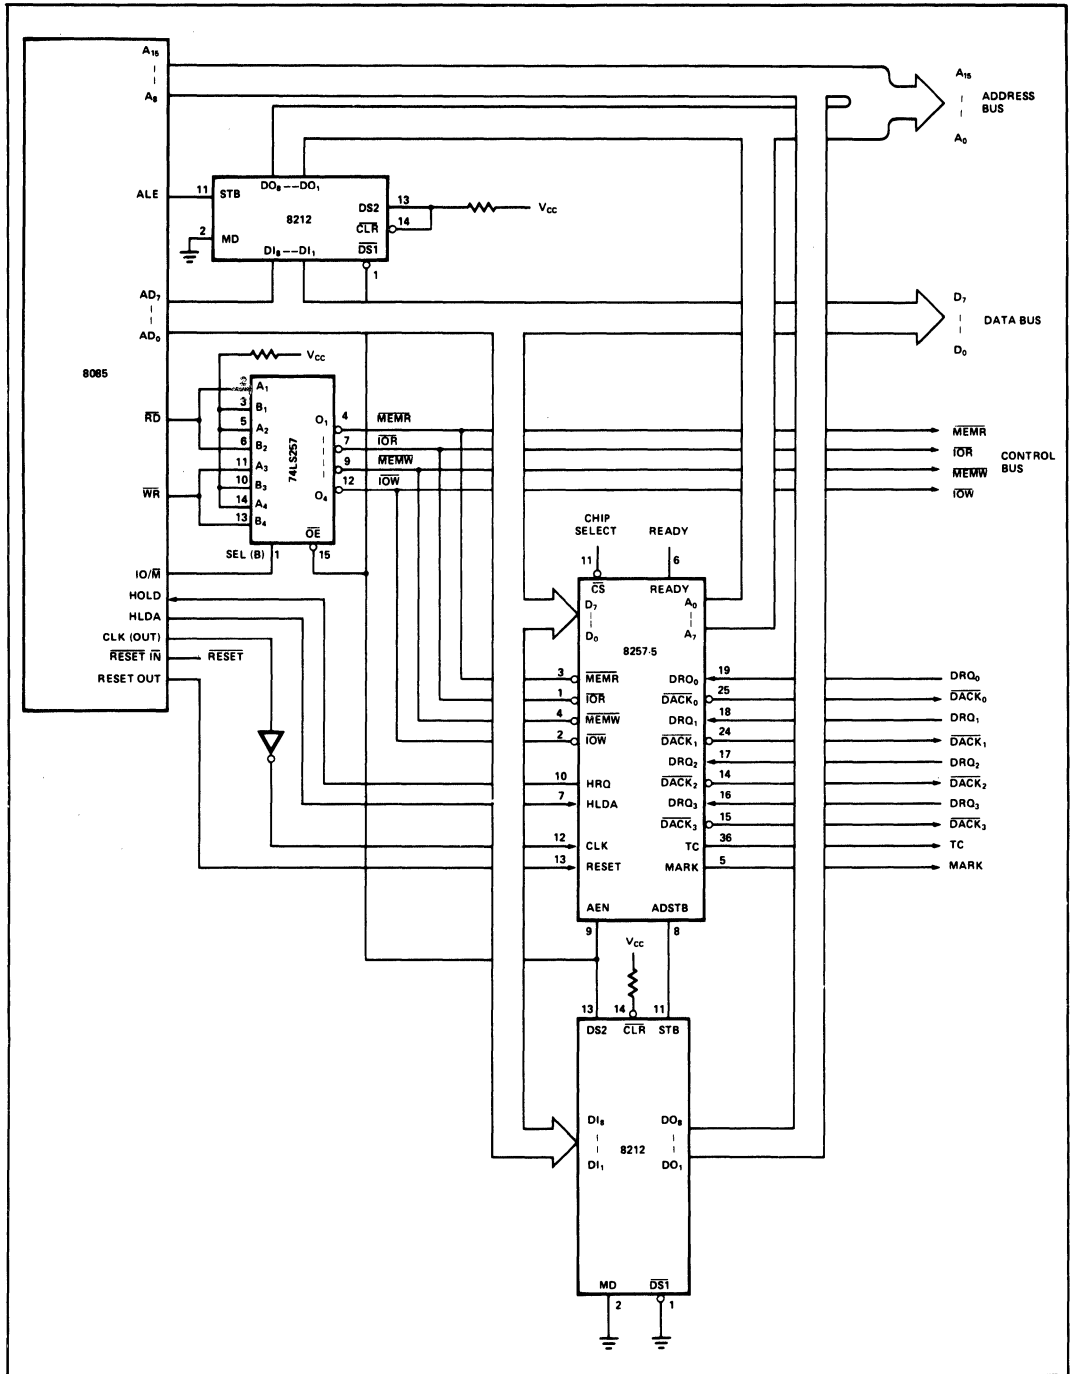 A15
A8
A15
ADDRESS
BUS
A0
ALE
11 STB
DO8 -- DO1
8212
DS2 13
VCC
CLR 14
2 MD
DI8 -- DI1
DS1
1
AD7
AD0
D7
DATA BUS
D0
8085
VCC
A1
3 B1
5 A2
6 B2
11 A3
10 B3
14 A4
13 B4
74LS257
O1 4 MEMR
7 IOR
9 MEMW
O4 12 IOW
OE
SEL (B) 1
15
RD
WR
MEMR
IOR
CONTROL
BUS
MEMW
IOW
IO/M
HOLD
HLDA
CLK (OUT)
RESET IN RESET
RESET OUT
CHIP
SELECT
READY
11
6
CS
READY
D7
D0
A0
A7
8257-5
3 MEMR
1 IOR
4 MEMW
2 IOW
10 HRQ
7 HLDA
12 CLK
13 RESET
DRQ0 19 DRQ0
DACK0 25 DACK0
DRQ1 18 DRQ1
DACK1 24 DACK1
DRQ2 17 DRQ2
DACK2 14 DACK2
DRQ3 16 DRQ3
DACK3 15 DACK3
TC 36 TC
MARK 5 MARK
AEN
ADSTB
9
8
VCC
13 14 11
DS2 CLR STB
DI8
DI1
8212
DO8
DO1
MD
DS1
2
1